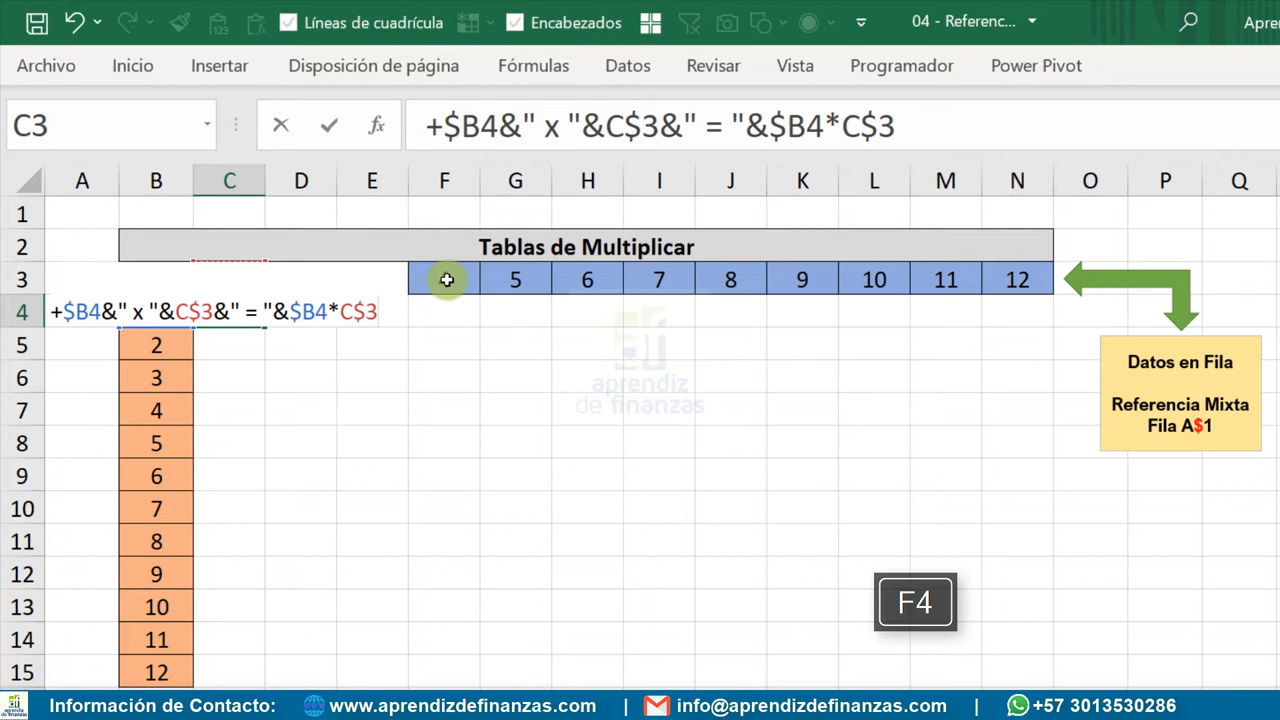 Líneas de cuadrícula Encabezados 04 - Referenc... Apren
Archivo Inicio Insertar Disposición de página Fórmulas Datos Revisar Vista Programador Power Pivot
C3 fx +$B4&" x "&C$3&" = "&$B4*C$3
A B C D E F G H I J K L M N O P Q
1
2 Tablas de Multiplicar
3 5 6 7 8 9 10 11 12
4 +$B4&" x "&C$3&" = "&$B4*C$3
5 2
6 3
7 4
8 5
9 6
10 7
11 8
12 9
13 10
14 11
15 12
Datos en Fila
Referencia Mixta
Fila A$1
aprendiz
de finanzas
F4
Información de Contacto: www.aprendizdefinanzas.com | info@aprendizdefinanzas.com | +57 3013530286